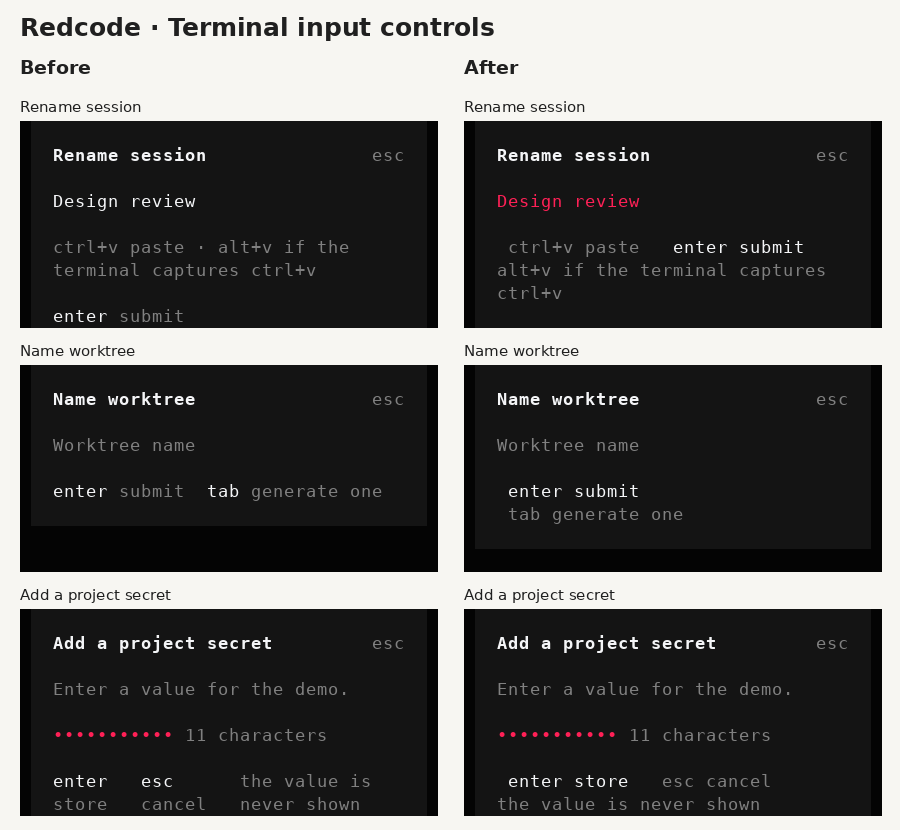 Redcode · Terminal input controls
Before
Rename session
Rename session esc
Design review
ctrl+v paste · alt+v if the
terminal captures ctrl+v
enter submit
Name worktree
Name worktree esc
Worktree name
enter submit tab generate one
Add a project secret
Add a project secret esc
Enter a value for the demo.
••••••••••• 11 characters
enter esc the value is
store cancel never shown
After
Rename session
Rename session esc
Design review
ctrl+v paste enter submit
alt+v if the terminal captures
ctrl+v
Name worktree
Name worktree esc
Worktree name
enter submit
tab generate one
Add a project secret
Add a project secret esc
Enter a value for the demo.
••••••••••• 11 characters
enter store esc cancel
the value is never shown